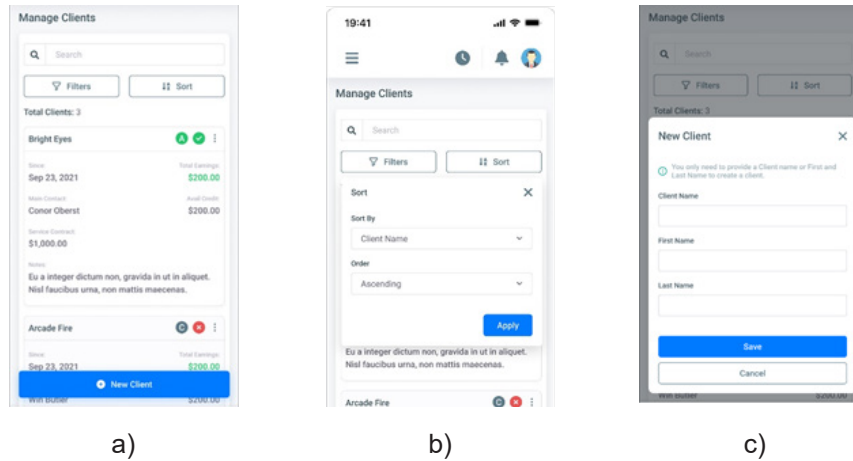 Manage Clients
Search
Filters
Sort
Total Clients: 3
Bright Eyes
A
Since:
Total Earnings:
Sep 23, 2021
$200.00
Main Contact:
Avail Credit:
Conor Oberst
$200.00
Service Contract:
$1,000.00
Notes:
Eu a integer dictum non, gravida in ut in aliquet.
Nisl faucibus urna, non mattis maecenas.
Arcade Fire
C
Since:
Total Earnings:
Sep 23, 2021
$200.00
New Client
Win Butler
$200.00
a)
19:41
Manage Clients
Search
Filters
Sort
Sort
Sort By
Client Name
Order
Ascending
Apply
Eu a integer dictum non, gravida in ut in aliquet.
Nisl faucibus urna, non mattis maecenas.
Arcade Fire
C
b)
Manage Clients
Search
Filters
Sort
Total Clients: 3
New Client
You only need to provide a Client name or First and
Last Name to create a client.
Client Name
First Name
Last Name
Save
Cancel
Win Butler
$200.00
c)